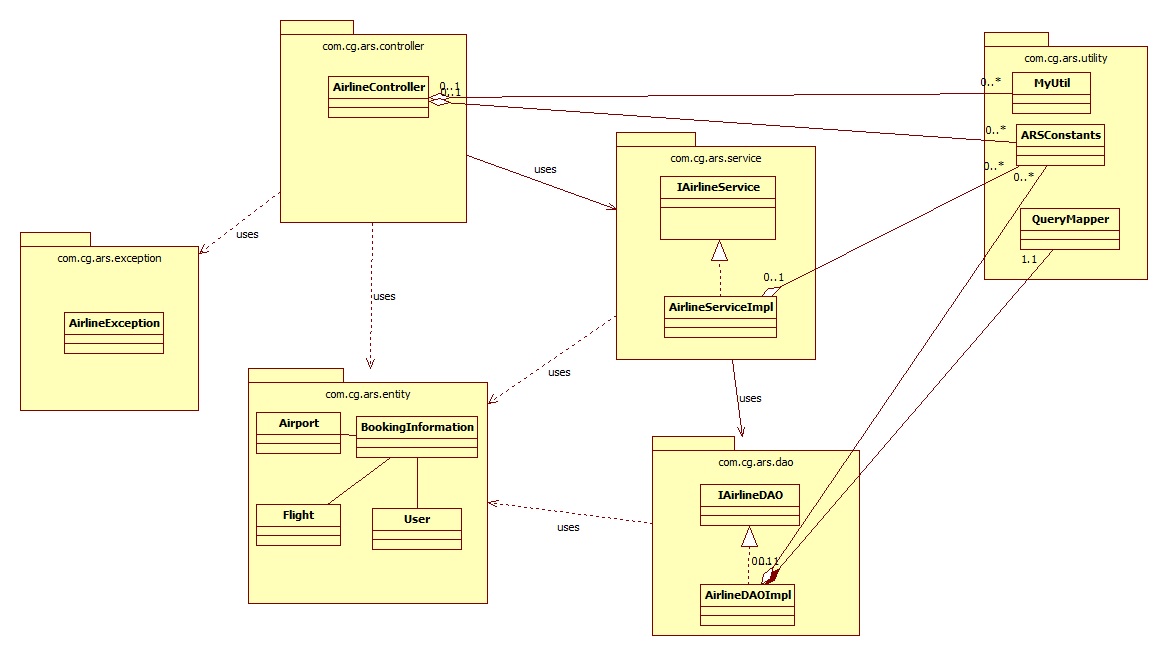 com.cg.ars.controller
AirlineController
0..1
0..1
com.cg.ars.utility
0..*
MyUtil
0..*
ARSConstants
0..*
0..*
QueryMapper
1.1
uses
com.cg.ars.service
IAirlineService
0..1
AirlineServiceImpl
uses
com.cg.ars.exception
AirlineException
uses
uses
uses
com.cg.ars.entity
Airport
BookingInformation
Flight
User
uses
com.cg.ars.dao
IAirlineDAO
AirlineDAOImpl